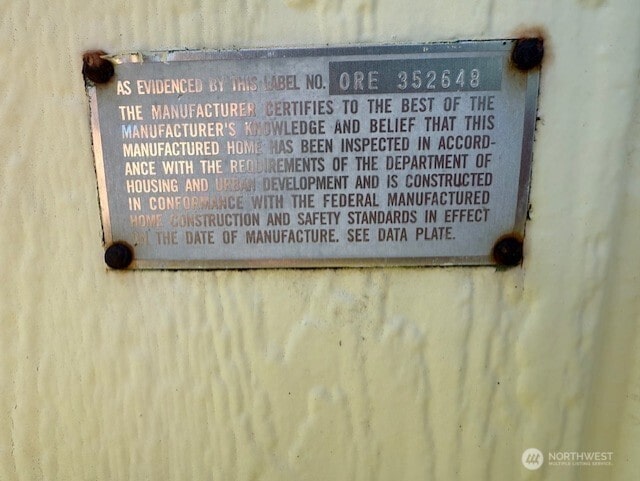 AS EVIDENCED BY THIS LABEL NO. ORE 352648
THE MANUFACTURER CERTIFIES TO THE BEST OF THE
MANUFACTURER'S KNOWLEDGE AND BELIEF THAT THIS
MANUFACTURED HOME HAS BEEN INSPECTED IN ACCORD-
ANCE WITH THE REQUIREMENTS OF THE DEPARTMENT OF
HOUSING AND URBAN DEVELOPMENT AND IS CONSTRUCTED
IN CONFORMANCE WITH THE FEDERAL MANUFACTURED
HOME CONSTRUCTION AND SAFETY STANDARDS IN EFFECT
ON THE DATE OF MANUFACTURE. SEE DATA PLATE.
NORTHWEST
MULTIPLE LISTING SERVICE